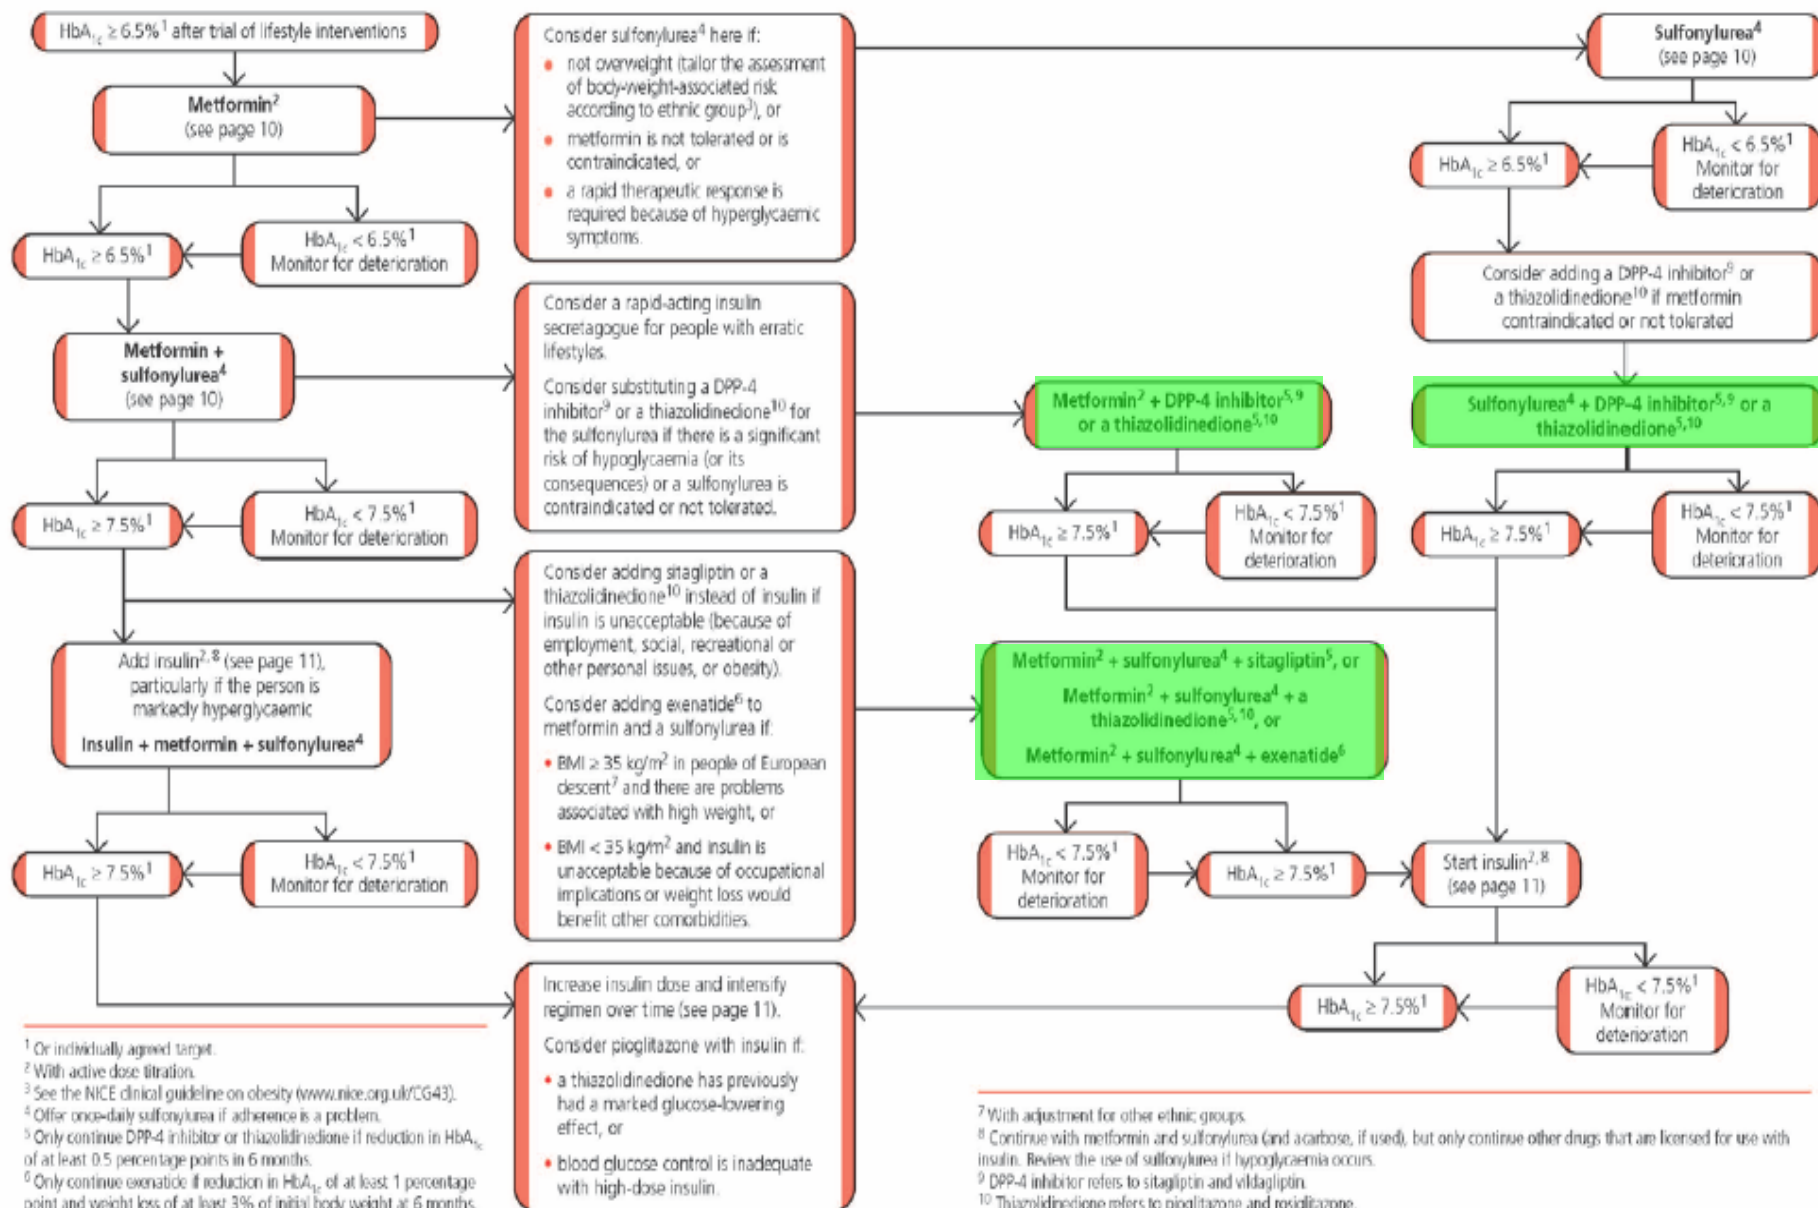 HbA1c ≥ 6.5%1 after trial of lifestyle interventions
Metformin2
(see page 10)
HbA1c ≥ 6.5%1
HbA1c < 6.5%1
Monitor for deterioration
Metformin +
sulfonylurea4
(see page 10)
HbA1c ≥ 7.5%1
HbA1c < 7.5%1
Monitor for deterioration
Add insulin2,8 (see page 11),
particularly if the person is
markedly hyperglycaemic
Insulin + metformin + sulfonylurea4
HbA1c ≥ 7.5%1
HbA1c < 7.5%1
Monitor for deterioration
Consider sulfonylurea4 here if:
• not overweight (tailor the assessment
of body-weight-associated risk
according to ethnic group3), or
• metformin is not tolerated or is
contraindicated, or
• a rapid therapeutic response is
required because of hyperglycaemic
symptoms.
Consider a rapid-acting insulin
secretagogue for people with erratic
lifestyles.
Consider substituting a DPP-4
inhibitor9 or a thiazolidinedione10 for
the sulfonylurea if there is a significant
risk of hypoglycaemia (or its
consequences) or a sulfonylurea is
contraindicated or not tolerated.
Consider adding sitagliptin or a
thiazolidinedione10 instead of insulin if
insulin is unacceptable (because of
employment, social, recreational or
other personal issues, or obesity).
Consider adding exenatide6 to
metformin and a sulfonylurea if:
• BMI ≥ 35 kg/m2 in people of European
descent7 and there are problems
associated with high weight, or
• BMI < 35 kg/m2 and insulin is
unacceptable because of occupational
implications or weight loss would
benefit other comorbidities.
Increase insulin dose and intensify
regimen over time (see page 11).
Consider pioglitazone with insulin if:
• a thiazolidinedione has previously
had a marked glucose-lowering
effect, or
• blood glucose control is inadequate
with high-dose insulin.
Metformin2 + DPP-4 inhibitor5,9
or a thiazolidinedione5,10
HbA1c ≥ 7.5%1
HbA1c < 7.5%1
Monitor for
deterioration
Metformin2 + sulfonylurea4 + sitagliptin5, or
Metformin2 + sulfonylurea4 + a
thiazolidinedione5,10, or
Metformin2 + sulfonylurea4 + exenatide6
HbA1c < 7.5%1
Monitor for
deterioration
HbA1c ≥ 7.5%1
Sulfonylurea4
(see page 10)
HbA1c ≥ 6.5%1
HbA1c < 6.5%1
Monitor for
deterioration
Consider adding a DPP-4 inhibitor9 or
a thiazolidinedione10 if metformin
contraindicated or not tolerated
Sulfonylurea4 + DPP-4 inhibitor5,9 or a
thiazolidinedione5,10
HbA1c ≥ 7.5%1
HbA1c < 7.5%1
Monitor for
deterioration
Start insulin2,8
(see page 11)
HbA1c ≥ 7.5%1
HbA1c < 7.5%1
Monitor for
deterioration
1 Or individually agreed target.
2 With active dose titration.
3 See the NICE clinical guideline on obesity (www.nice.org.uk/CG43).
4 Offer once-daily sulfonylurea if adherence is a problem.
5 Only continue DPP-4 inhibitor or thiazolidinedione if reduction in HbA1c
of at least 0.5 percentage points in 6 months.
6 Only continue exenatide if reduction in HbA1c of at least 1 percentage
point and weight loss of at least 3% of initial body weight at 6 months.
7 With adjustment for other ethnic groups.
8 Continue with metformin and sulfonylurea (and acarbose, if used), but only continue other drugs that are licensed for use with
insulin. Review the use of sulfonylurea if hypoglycaemia occurs.
9 DPP-4 inhibitor refers to sitagliptin and vildagliptin.
10 Thiazolidinedione refers to pioglitazone and rosiglitazone.